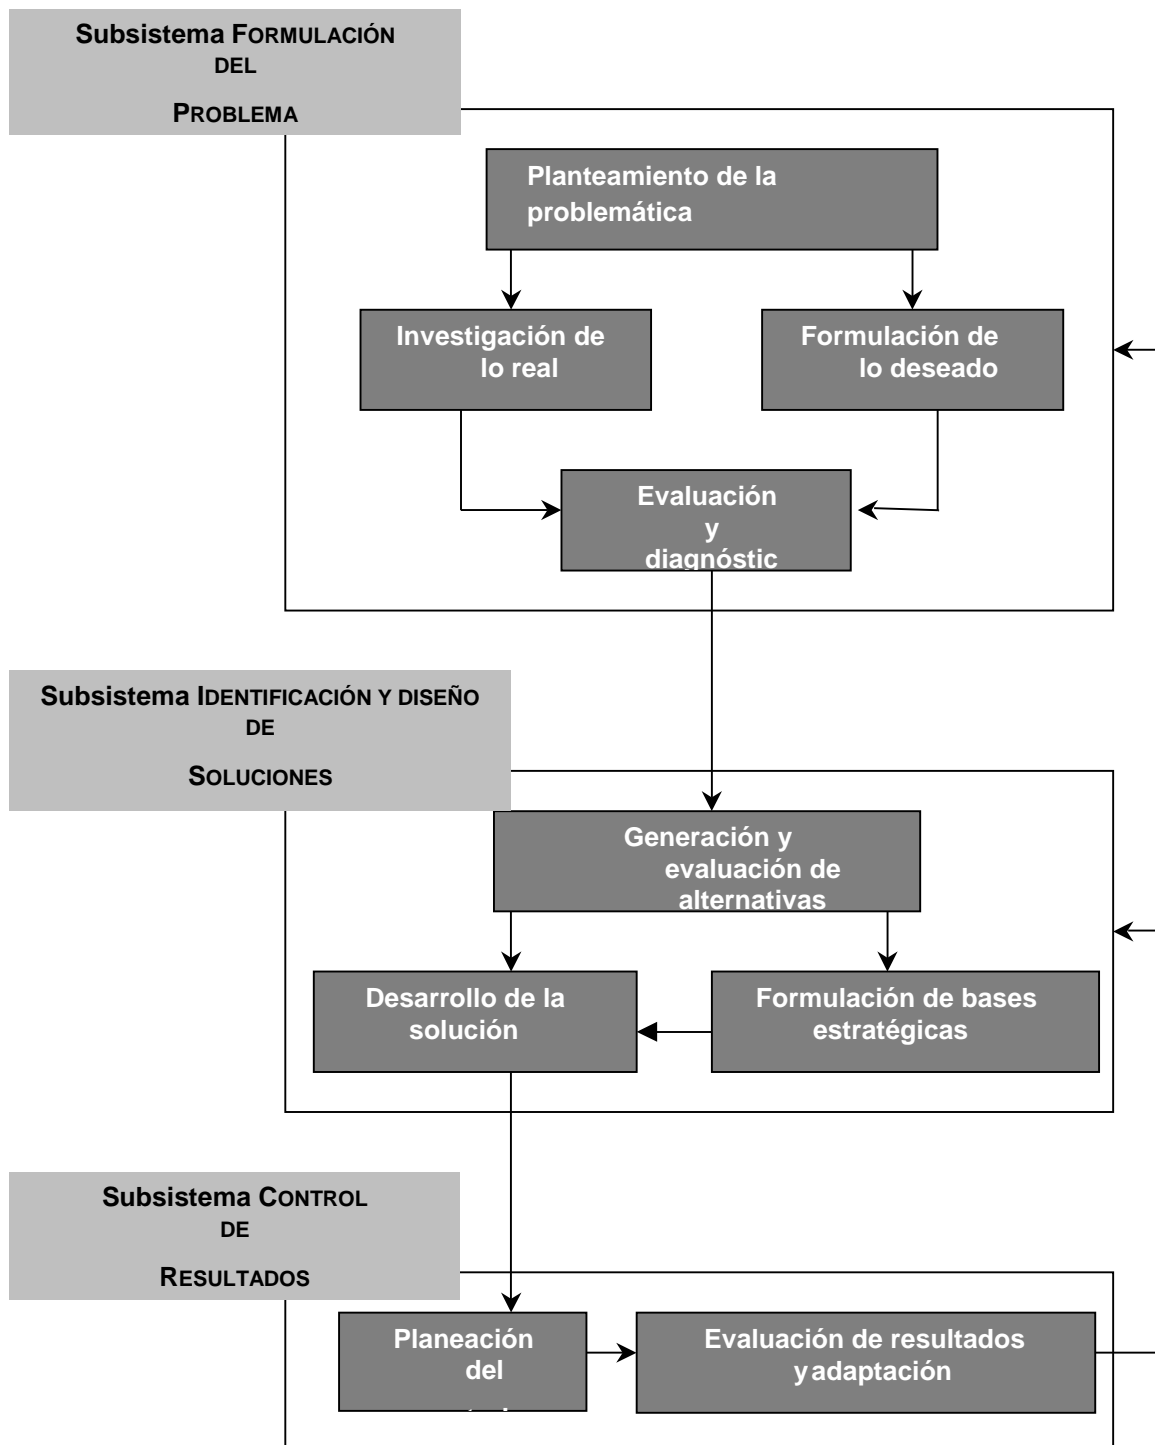 Subsistema FORMULACIÓN
DEL
PROBLEMA
Planteamiento de la
problemática
Investigación de
lo real
Formulación de
lo deseado
Evaluación
y
diagnóstic
Subsistema IDENTIFICACIÓN Y DISEÑO
DE
SOLUCIONES
Generación y
evaluación de
alternativas
Desarrollo de la
solución
Formulación de bases
estratégicas
Subsistema CONTROL
DE
RESULTADOS
Planeación
del
Evaluación de resultados
y adaptación